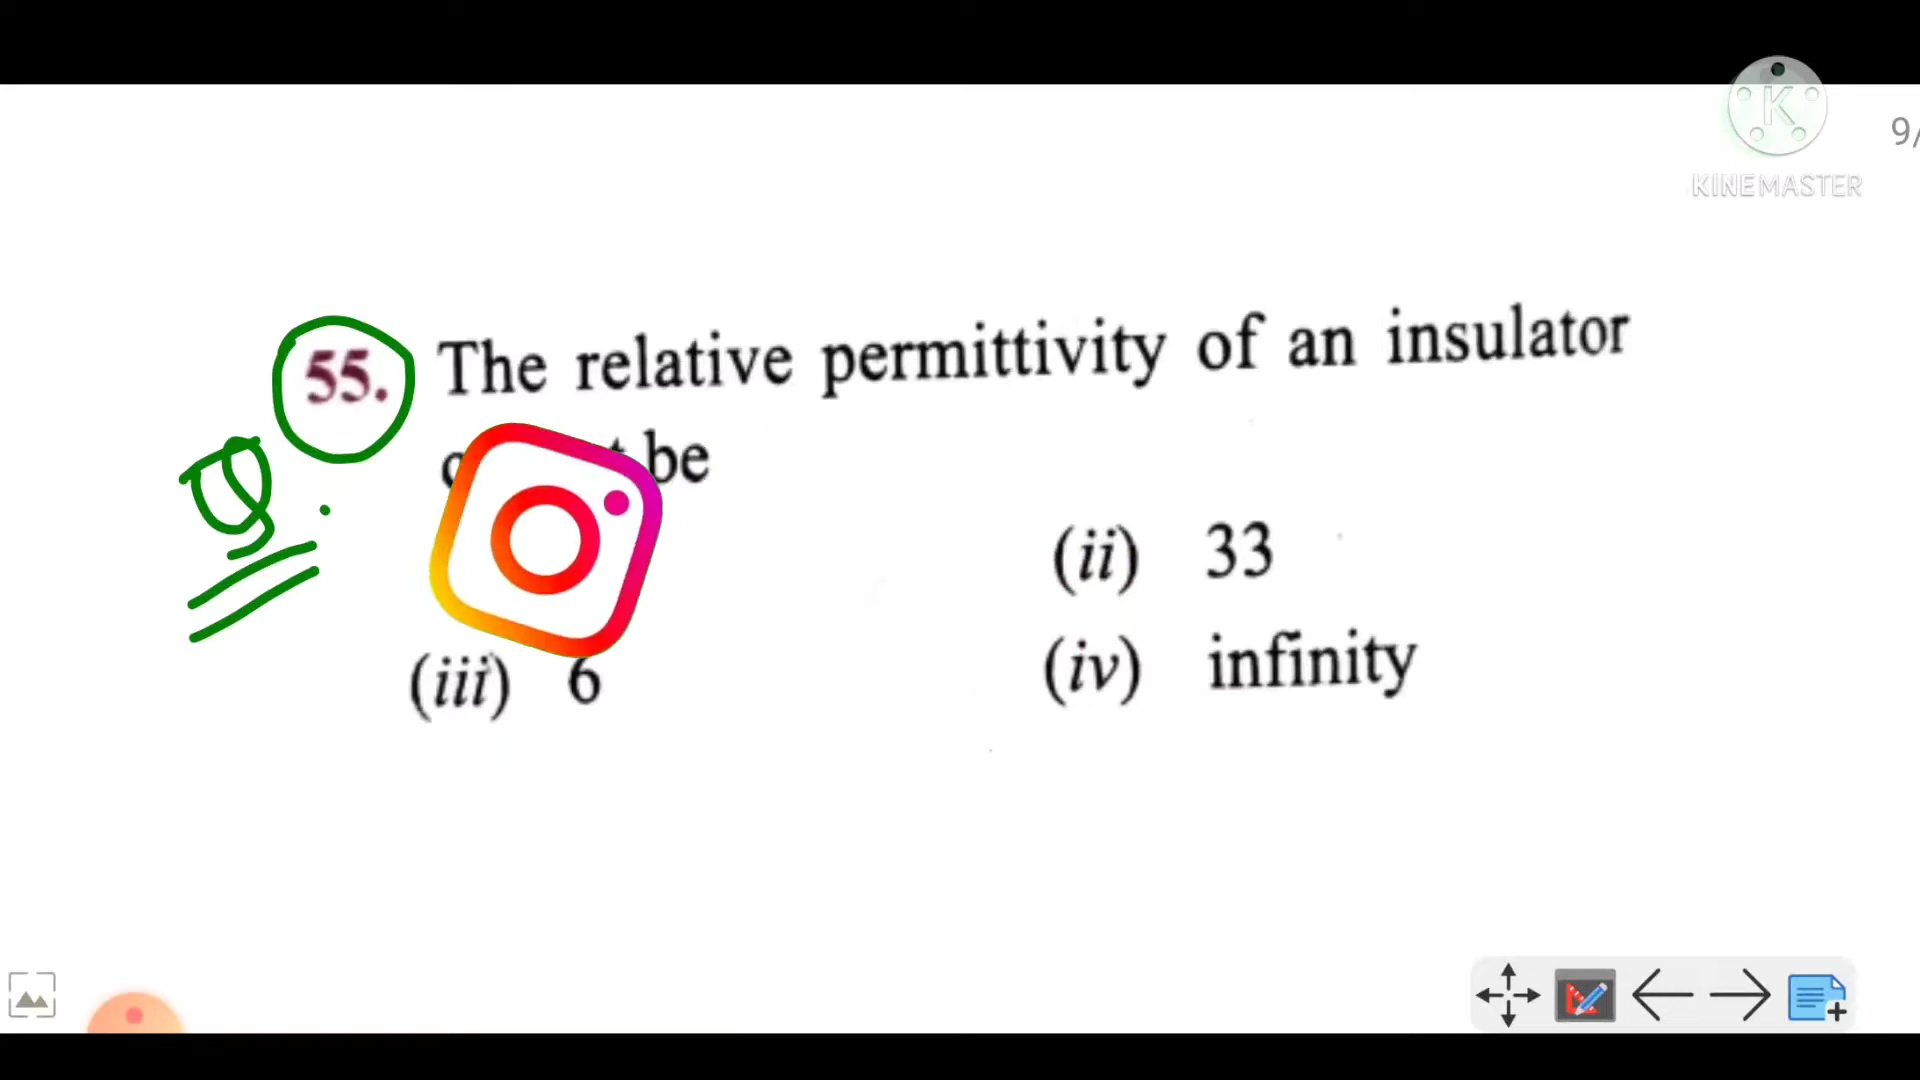 KINEMASTER
9/
55. The relative permittivity of an insulator
be
(ii) 33
(iii) 6
(iv) infinity
Q.